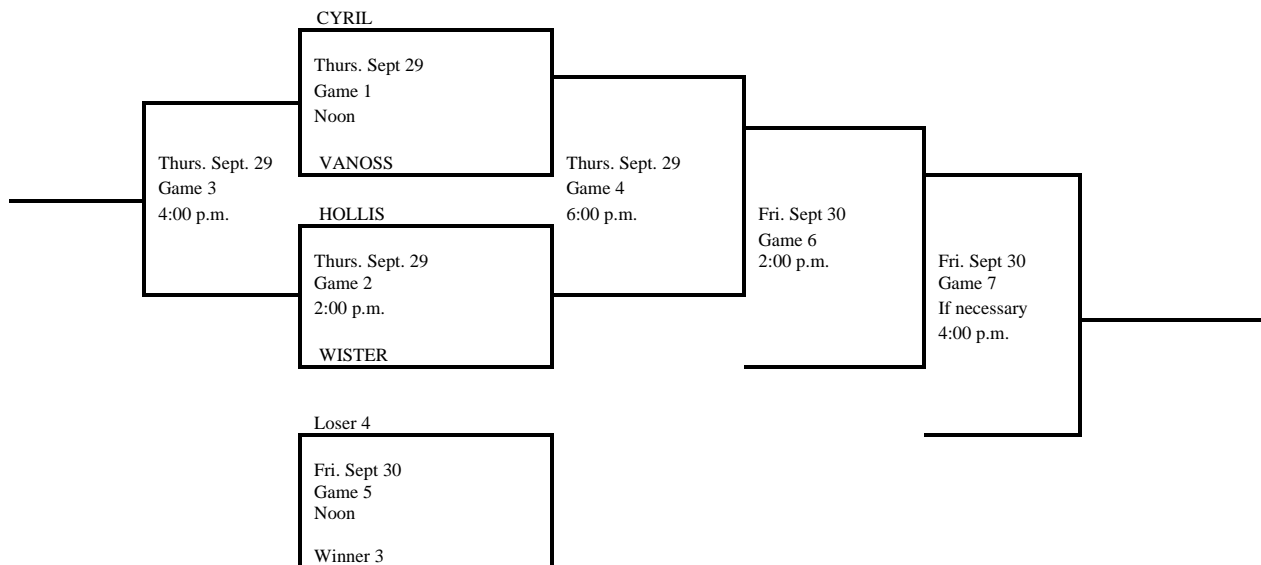 CYRIL
Thurs. Sept 29
Game 1
Noon
VANOSS
Thurs. Sept. 29
Game 3
4:00 p.m.
HOLLIS
Thurs. Sept. 29
Game 2
2:00 p.m.
WISTER
Thurs. Sept. 29
Game 4
6:00 p.m.
Fri. Sept 30
Game 6
2:00 p.m.
Fri. Sept 30
Game 7
If necessary
4:00 p.m.
Loser 4
Fri. Sept 30
Game 5
Noon
Winner 3